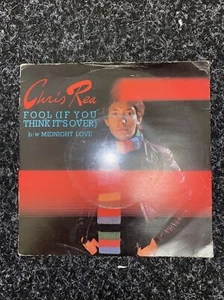 Chris Rea
FOOL (IF YOU
THINK IT'S OVER)
b/w MIDNIGHT LOVE